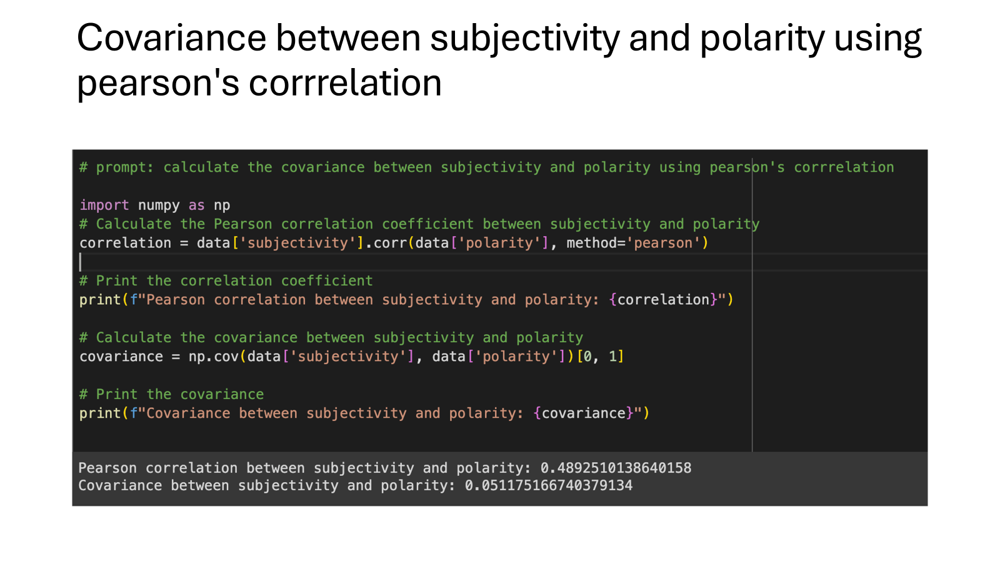 Covariance between subjectivity and polarity using
pearson's corrrelation
# prompt: calculate the covariance between subjectivity and polarity using pearson's corrrelation
import numpy as np
# Calculate the Pearson correlation coefficient between subjectivity and polarity
correlation = data['subjectivity'].corr(data['polarity'], method='pearson')
# Print the correlation coefficient
print(f"Pearson correlation between subjectivity and polarity: {correlation}")
# Calculate the covariance between subjectivity and polarity
covariance = np.cov(data['subjectivity'], data['polarity'])[0, 1]
# Print the covariance
print(f"Covariance between subjectivity and polarity: {covariance}")
Pearson correlation between subjectivity and polarity: 0.4892510138640158
Covariance between subjectivity and polarity: 0.051175166740379134